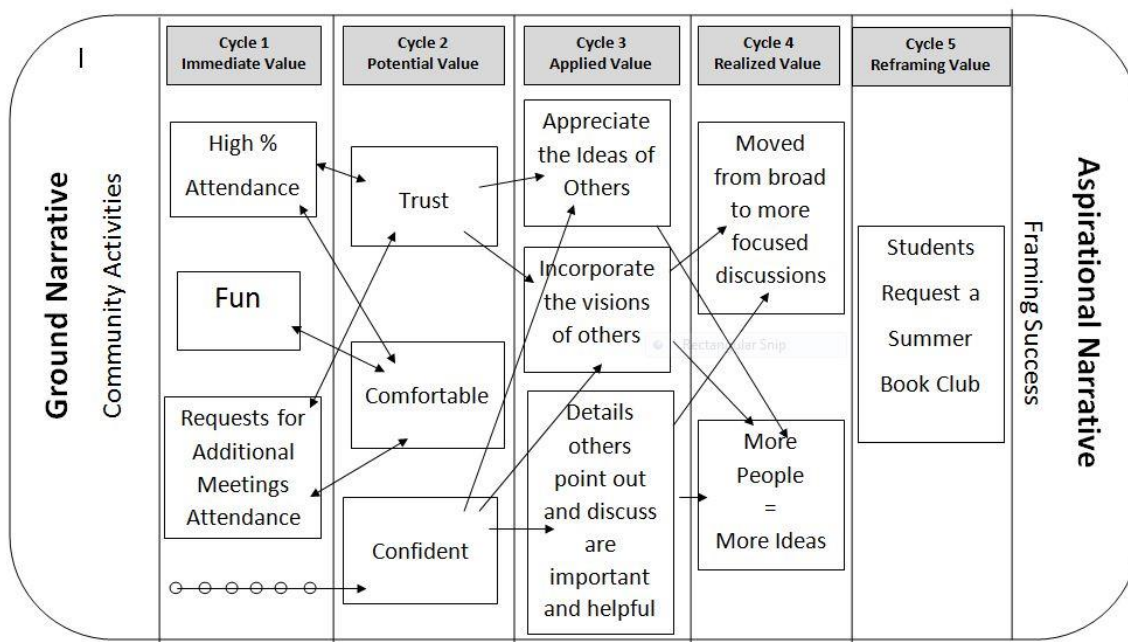 Ground Narrative
Community Activities
Cycle 1
Immediate Value
High %
Attendance
Fun
Requests for
Additional
Meetings
Attendance
Cycle 2
Potential Value
Trust
Comfortable
Confident
Cycle 3
Applied Value
Appreciate
the Ideas of
Others
Incorporate
the visions
of others
Rectangular Snip
Details
others
point out
and discuss
are
important
and helpful
Cycle 4
Realized Value
Moved
from broad
to more
focused
discussions
More
People
=
More Ideas
Cycle 5
Reframing Value
Students
Request a
Summer
Book Club
Framing Success
Aspirational Narrative